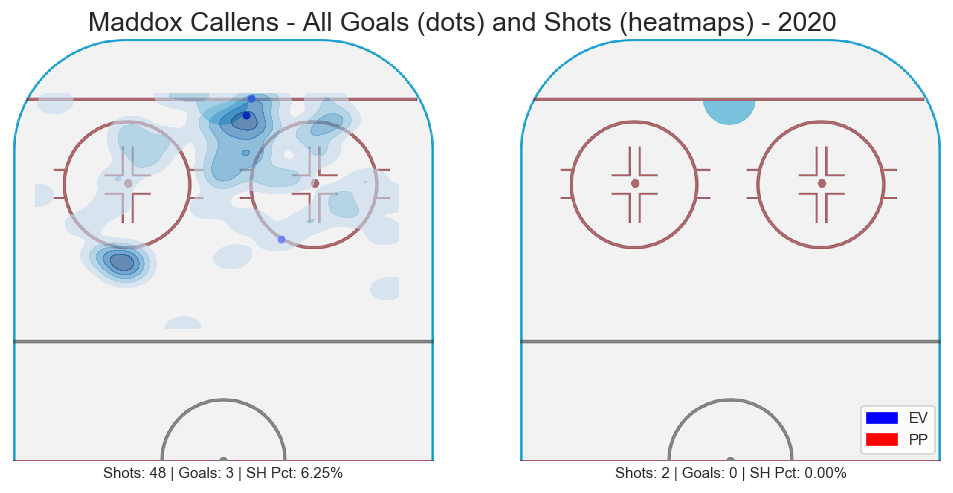 Maddox Callens - All Goals (dots) and Shots (heatmaps) - 2020
EV
PP
Shots: 48 | Goals: 3 | SH Pct: 6.25%
Shots: 2 | Goals: 0 | SH Pct: 0.00%